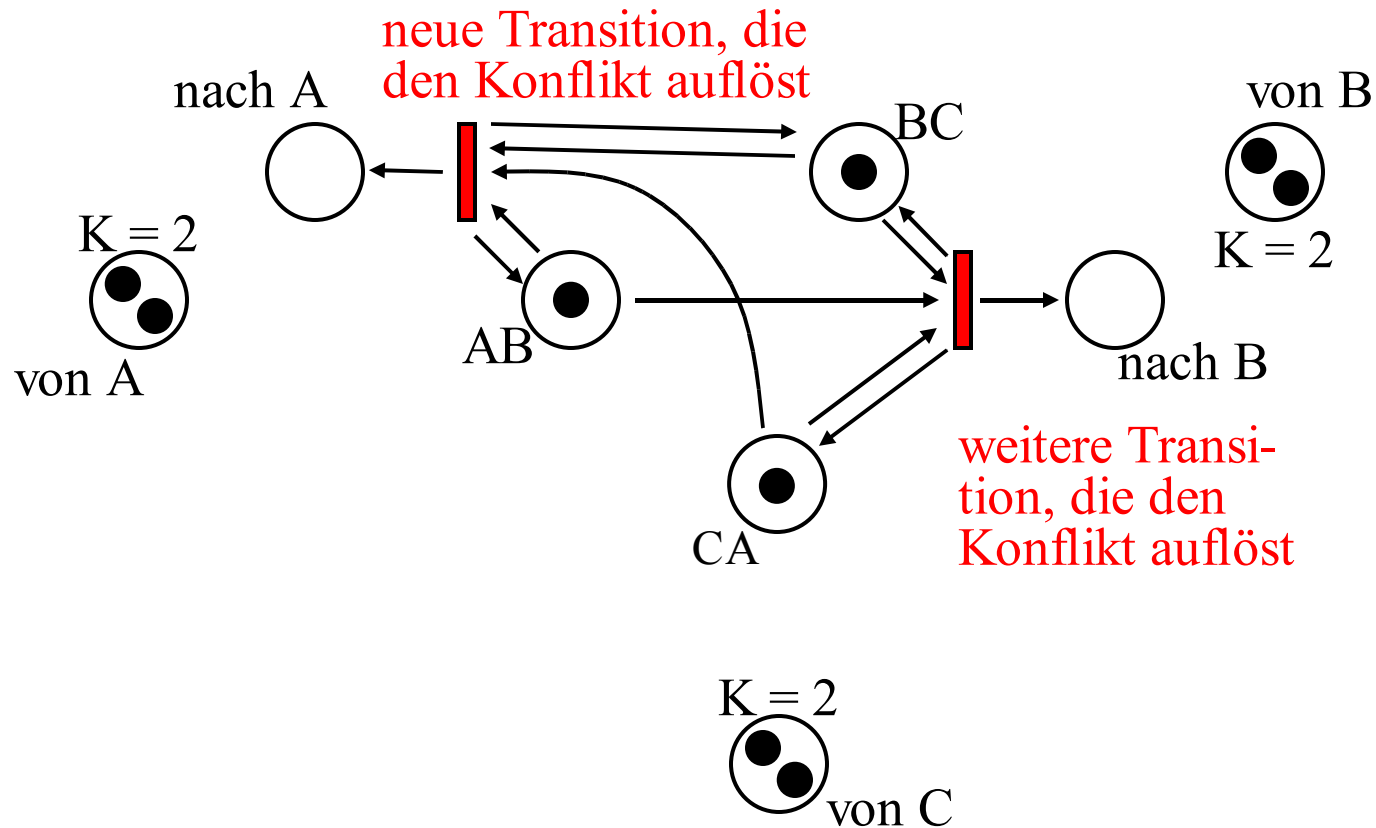 neue Transition, die
den Konflikt auflöst
nach A
von B
BC
K = 2
K = 2
AB
von A
nach B
weitere Transi-
tion, die den
Konflikt auflöst
CA
K = 2
von C